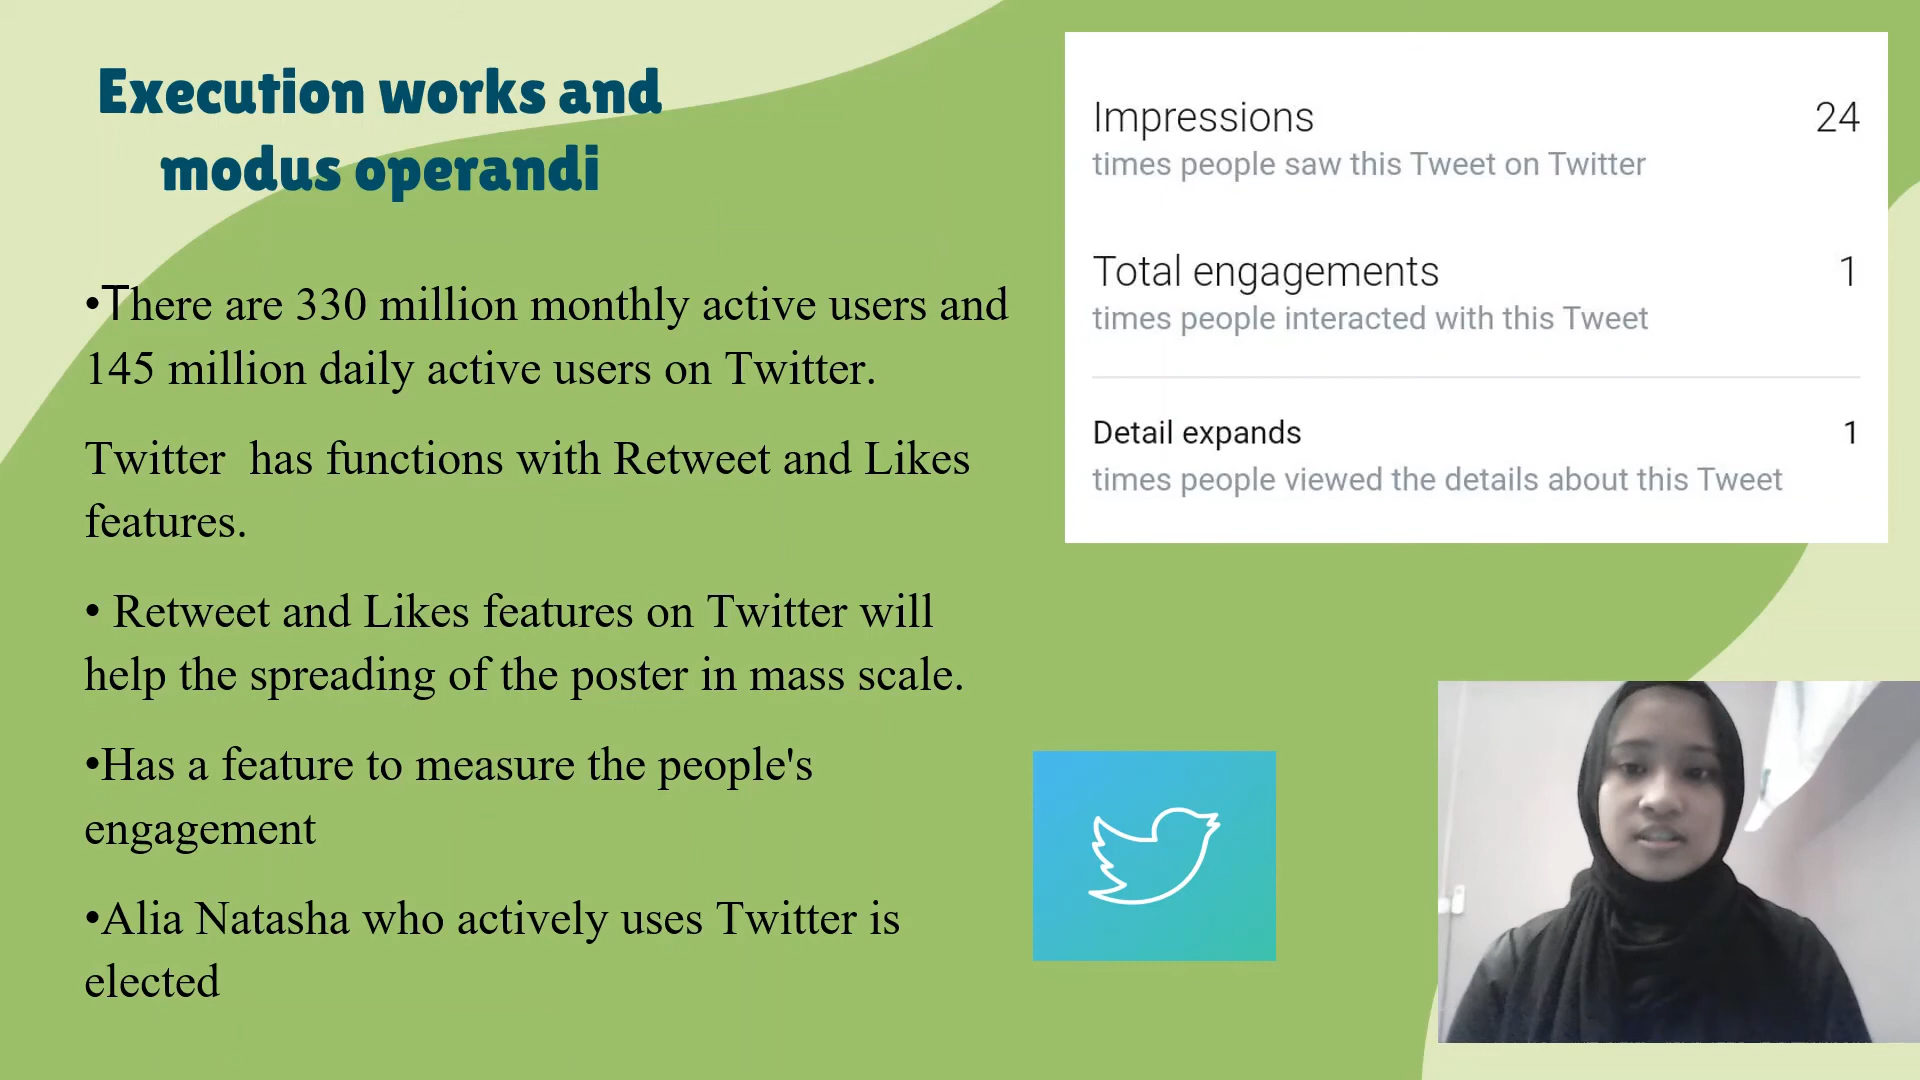 Execution works and
modus operandi
•There are 330 million monthly active users and
145 million daily active users on Twitter.
Twitter  has functions with Retweet and Likes
features.
• Retweet and Likes features on Twitter will
help the spreading of the poster in mass scale.
•Has a feature to measure the people's
engagement
•Alia Natasha who actively uses Twitter is
elected
Impressions 24
times people saw this Tweet on Twitter
Total engagements 1
times people interacted with this Tweet
Detail expands 1
times people viewed the details about this Tweet